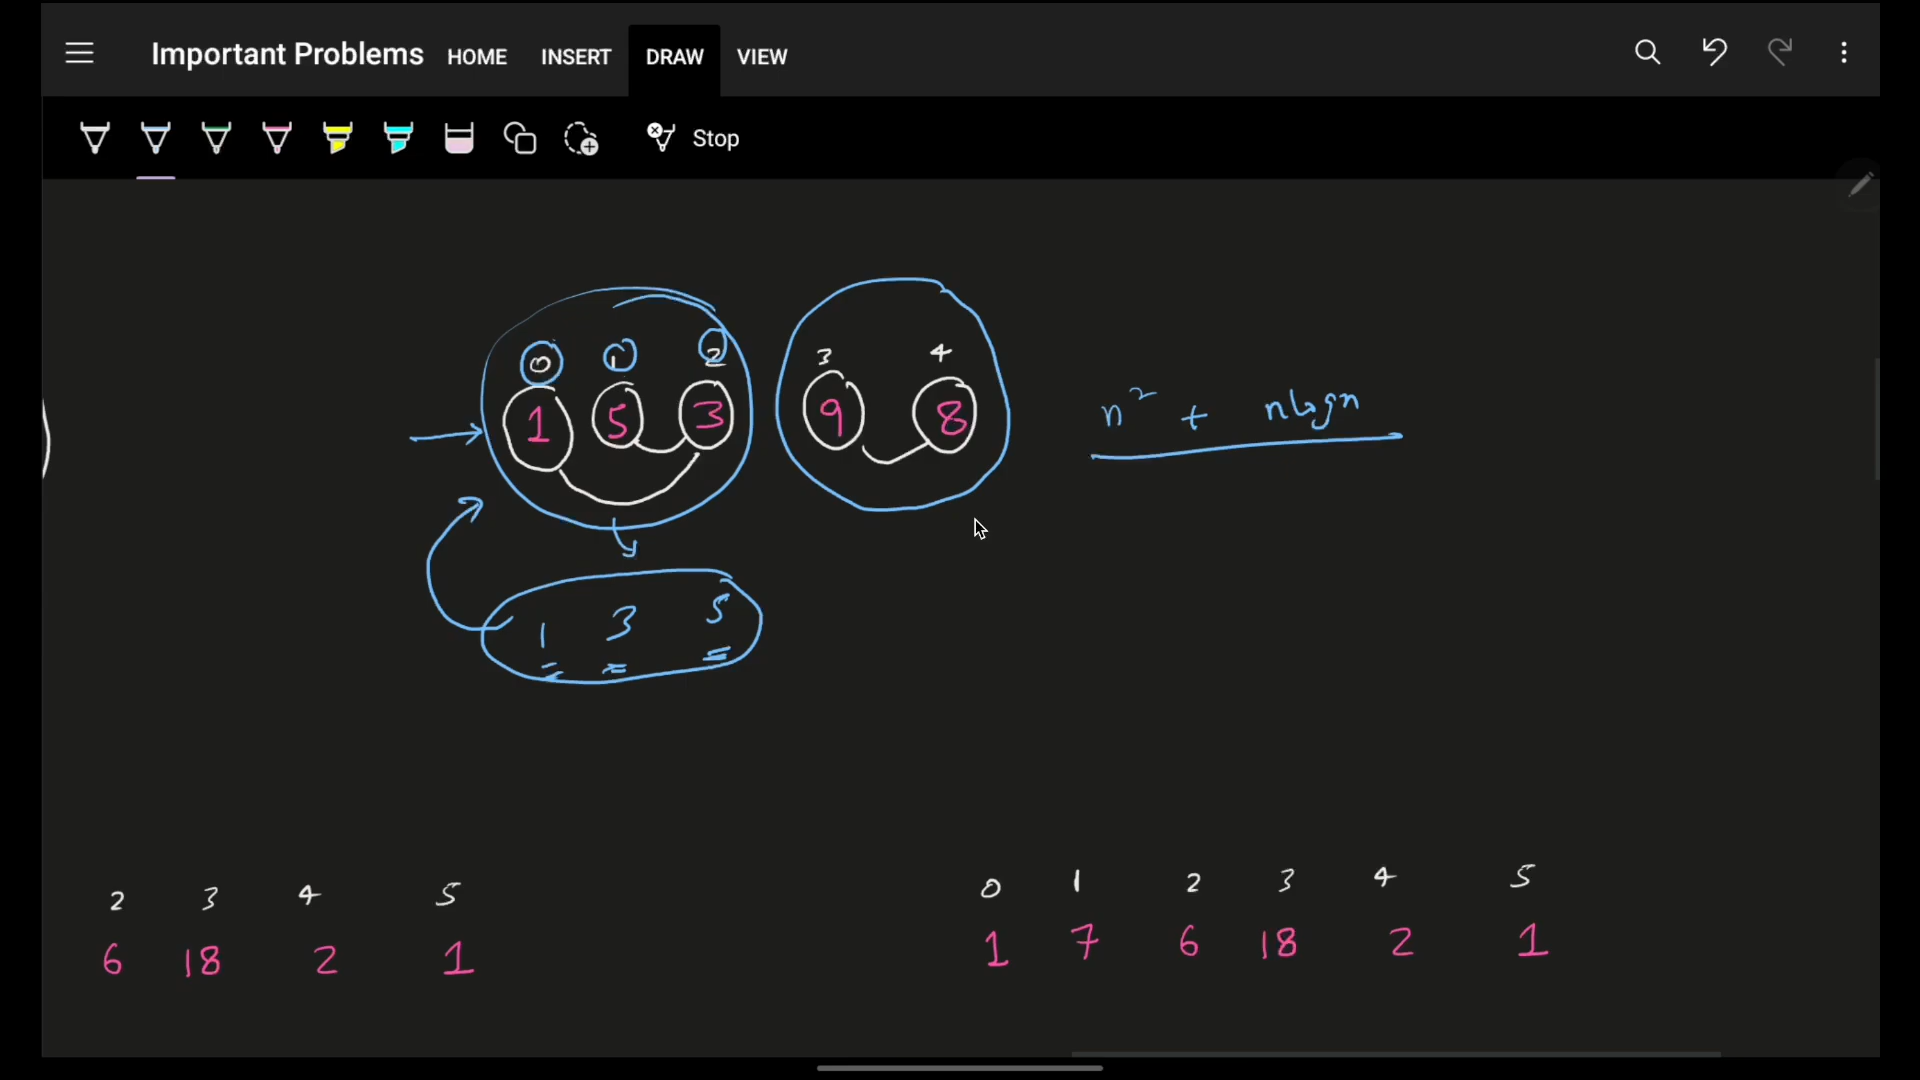 Important Problems HOME INSERT DRAW VIEW
Stop
0 1 2 3 4
1 5 3 9 8
n² + nlogn
1 3 5
2 3 4 5
6 18 2 1
0 1 2 3 4 5
1 7 6 18 2 1